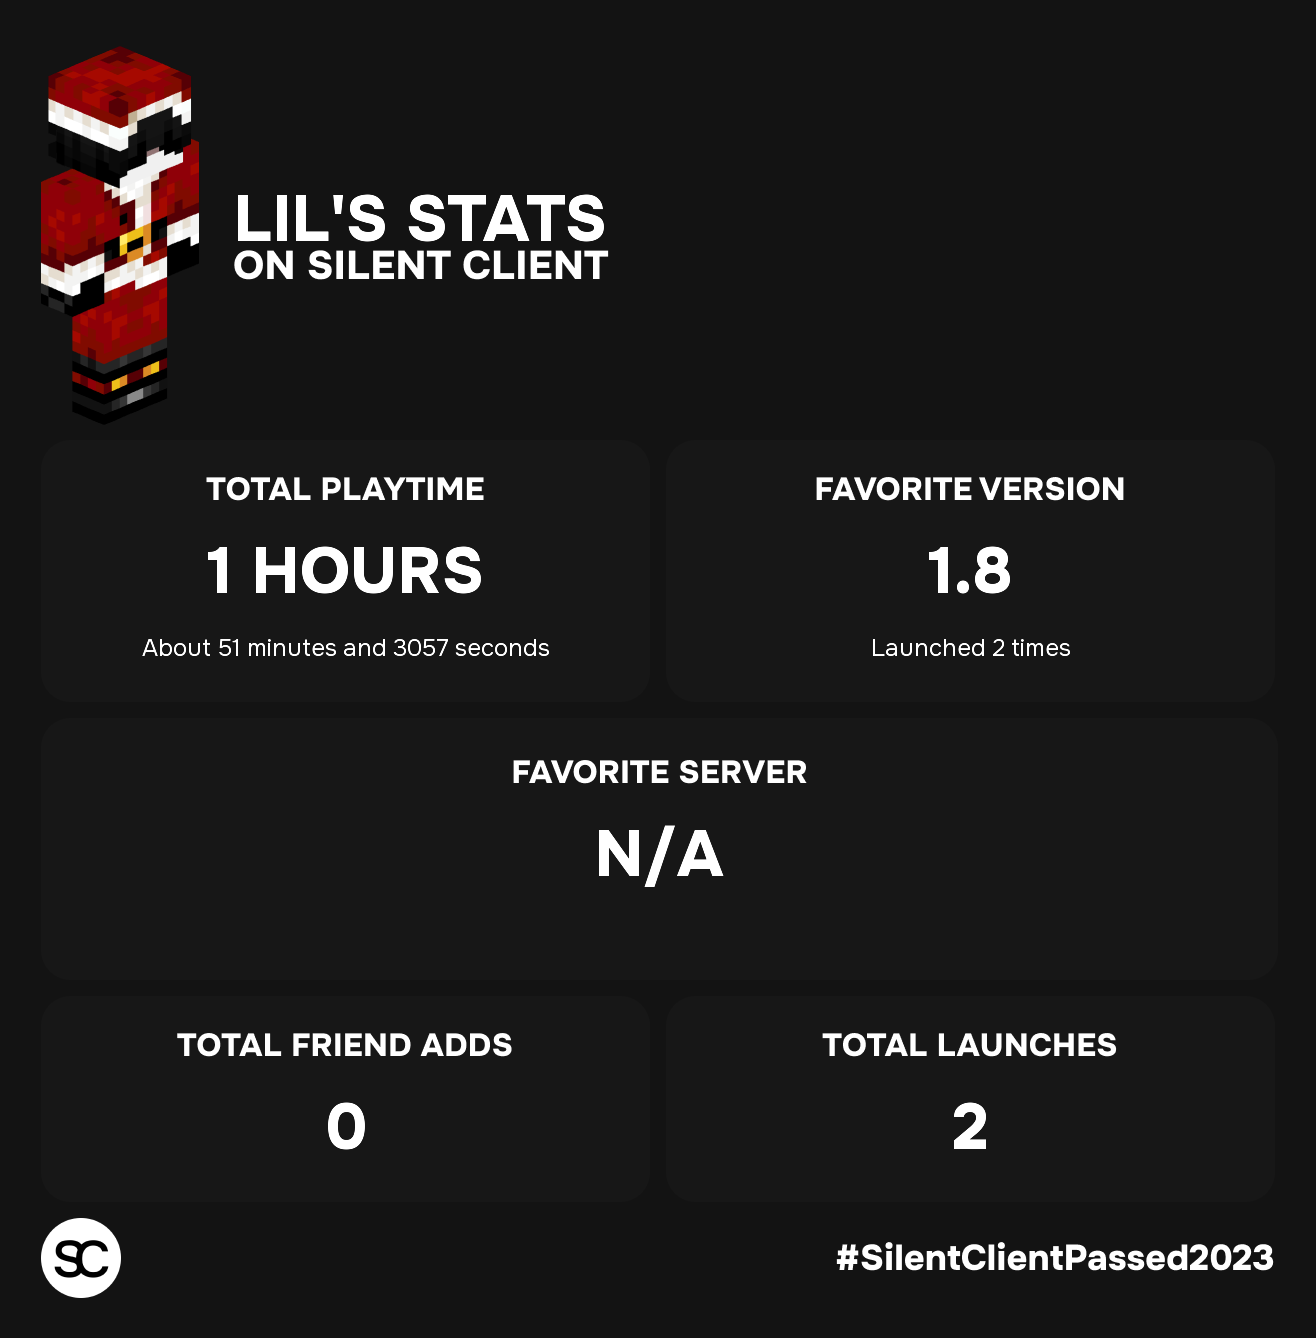 LIL'S STATS
ON SILENT CLIENT
TOTAL PLAYTIME
1 HOURS
About 51 minutes and 3057 seconds
FAVORITE VERSION
1.8
Launched 2 times
FAVORITE SERVER
N/A
TOTAL FRIEND ADDS
0
TOTAL LAUNCHES
2
SC
#SilentClientPassed2023